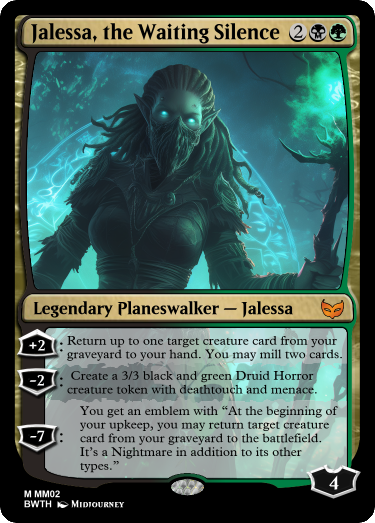 Jalessa, the Waiting Silence 2
Legendary Planeswalker — Jalessa
+2: Return up to one target creature card from your
graveyard to your hand. You may mill two cards.
-2: Create a 3/3 black and green Druid Horror
creature token with deathtouch and menace.
You get an emblem with “At the beginning of
your upkeep, you may return target creature
-7: card from your graveyard to the battlefield.
It’s a Nightmare in addition to its other
types.”
4
M MM02
BWTH Midjourney